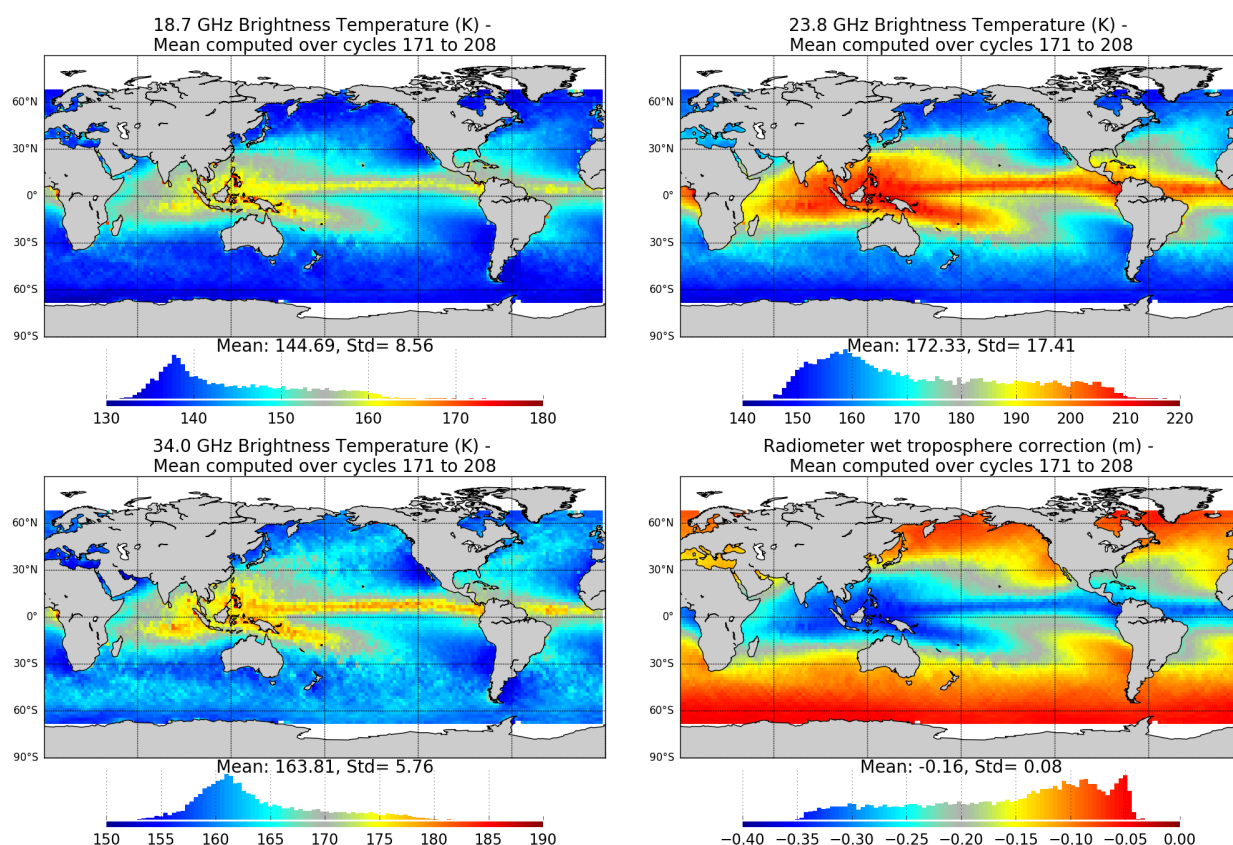 18.7 GHz Brightness Temperature (K) -
Mean computed over cycles 171 to 208
60°N
30°N
0°
30°S
60°S
90°S
Mean: 144.69, Std= 8.56
130 140 150 160 170 180
23.8 GHz Brightness Temperature (K) -
Mean computed over cycles 171 to 208
60°N
30°N
0°
30°S
60°S
90°S
Mean: 172.33, Std= 17.41
140 150 160 170 180 190 200 210 220
34.0 GHz Brightness Temperature (K) -
Mean computed over cycles 171 to 208
60°N
30°N
0°
30°S
60°S
90°S
Mean: 163.81, Std= 5.76
150 155 160 165 170 175 180 185 190
Radiometer wet troposphere correction (m) -
Mean computed over cycles 171 to 208
60°N
30°N
0°
30°S
60°S
90°S
Mean: -0.16, Std= 0.08
−0.40 −0.35 −0.30 −0.25 −0.20 −0.15 −0.10 −0.05 0.00